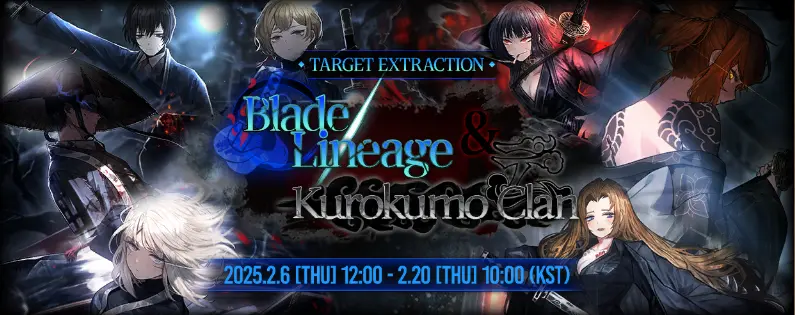 TARGET EXTRACTION
Blade
Lineage
&
Kurokumo Clan
2025.2.6 [THU] 12:00 - 2.20 [THU] 10:00 (KST)